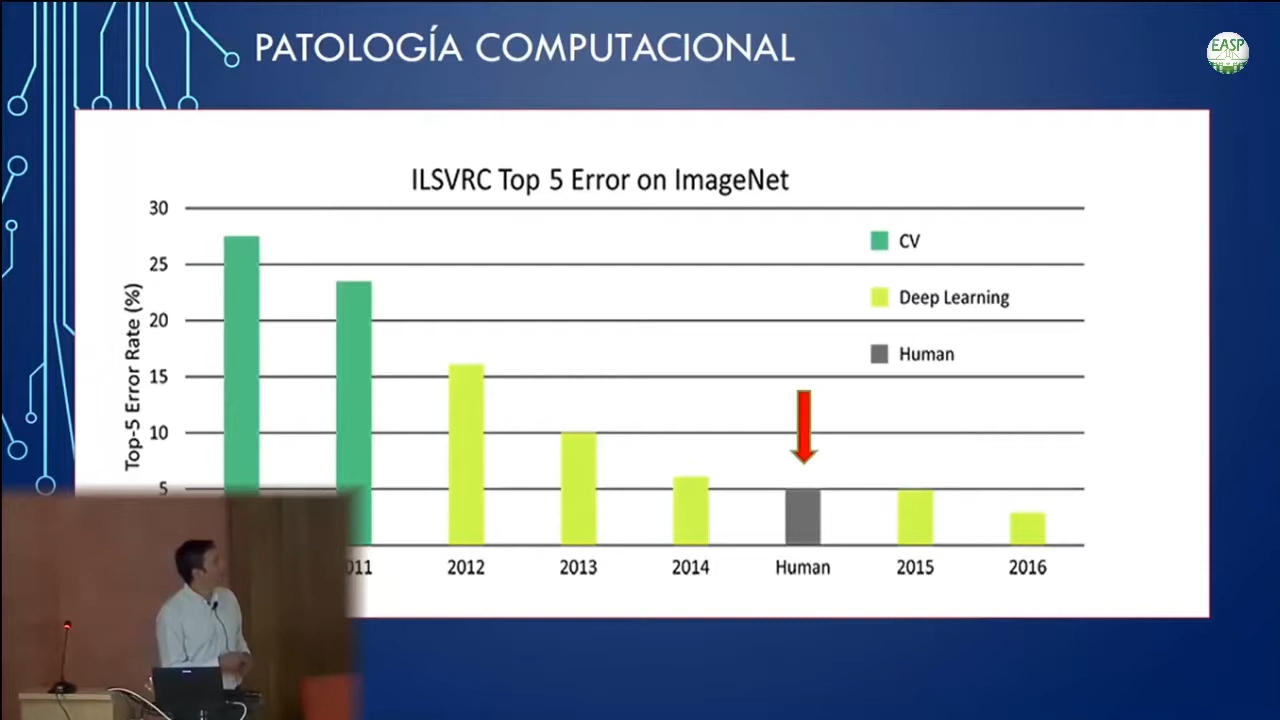 PATOLOGÍA COMPUTACIONAL
EASP
ILSVRC Top 5 Error on ImageNet
30
25
20
15
10
5
Top-5 Error Rate (%)
CV
Deep Learning
Human
011 2012 2013 2014 Human 2015 2016